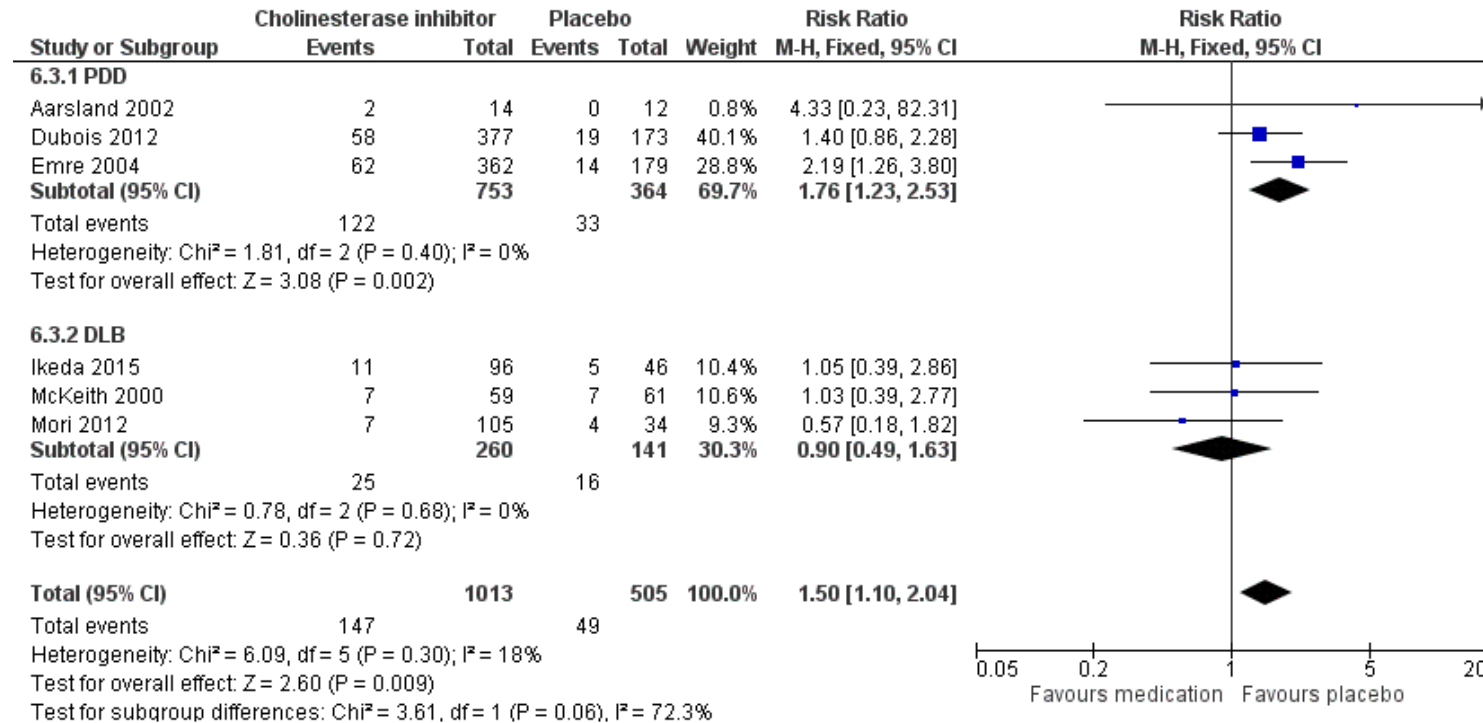 Cholinesterase inhibitor Placebo Risk Ratio Risk Ratio
Study or Subgroup Events Total Events Total Weight M-H, Fixed, 95% CI M-H, Fixed, 95% CI
6.3.1 PDD
Aarsland 2002 2 14 0 12 0.8% 4.33 [0.23, 82.31]
Dubois 2012 58 377 19 173 40.1% 1.40 [0.86, 2.28]
Emre 2004 62 362 14 179 28.8% 2.19 [1.26, 3.80]
Subtotal (95% CI) 753 364 69.7% 1.76 [1.23, 2.53]
Total events 122 33
Heterogeneity: Chi² = 1.81, df = 2 (P = 0.40); I² = 0%
Test for overall effect: Z = 3.08 (P = 0.002)
6.3.2 DLB
Ikeda 2015 11 96 5 46 10.4% 1.05 [0.39, 2.86]
McKeith 2000 7 59 7 61 10.6% 1.03 [0.39, 2.77]
Mori 2012 7 105 4 34 9.3% 0.57 [0.18, 1.82]
Subtotal (95% CI) 260 141 30.3% 0.90 [0.49, 1.63]
Total events 25 16
Heterogeneity: Chi² = 0.78, df = 2 (P = 0.68); I² = 0%
Test for overall effect: Z = 0.36 (P = 0.72)
Total (95% CI) 1013 505 100.0% 1.50 [1.10, 2.04]
Total events 147 49
Heterogeneity: Chi² = 6.09, df = 5 (P = 0.30); I² = 18%
Test for overall effect: Z = 2.60 (P = 0.009)
Test for subgroup differences: Chi² = 3.61, df = 1 (P = 0.06), I² = 72.3%
0.05 0.2 1 5 20
Favours medication Favours placebo